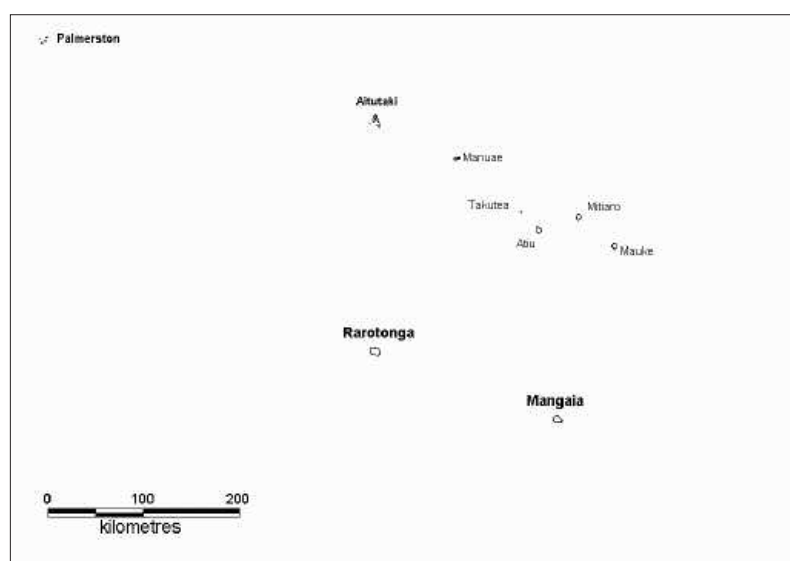 Palmerston
Aitutaki
Manuae
Takutea
Mitiaro
Atiu
Mauke
Rarotonga
Mangaia
0 100 200
kilometres